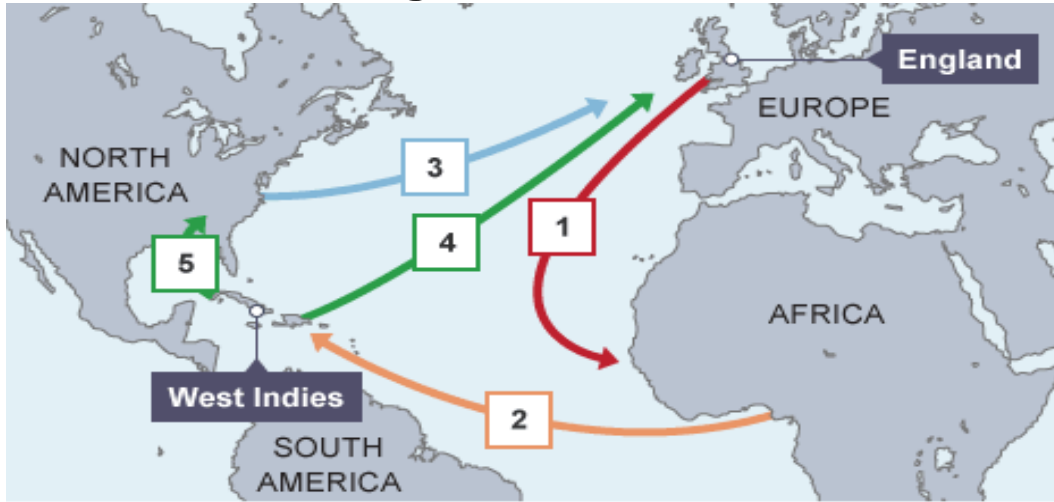 England
EUROPE
NORTH
AMERICA
3
4
1
5
AFRICA
West Indies
2
SOUTH
AMERICA